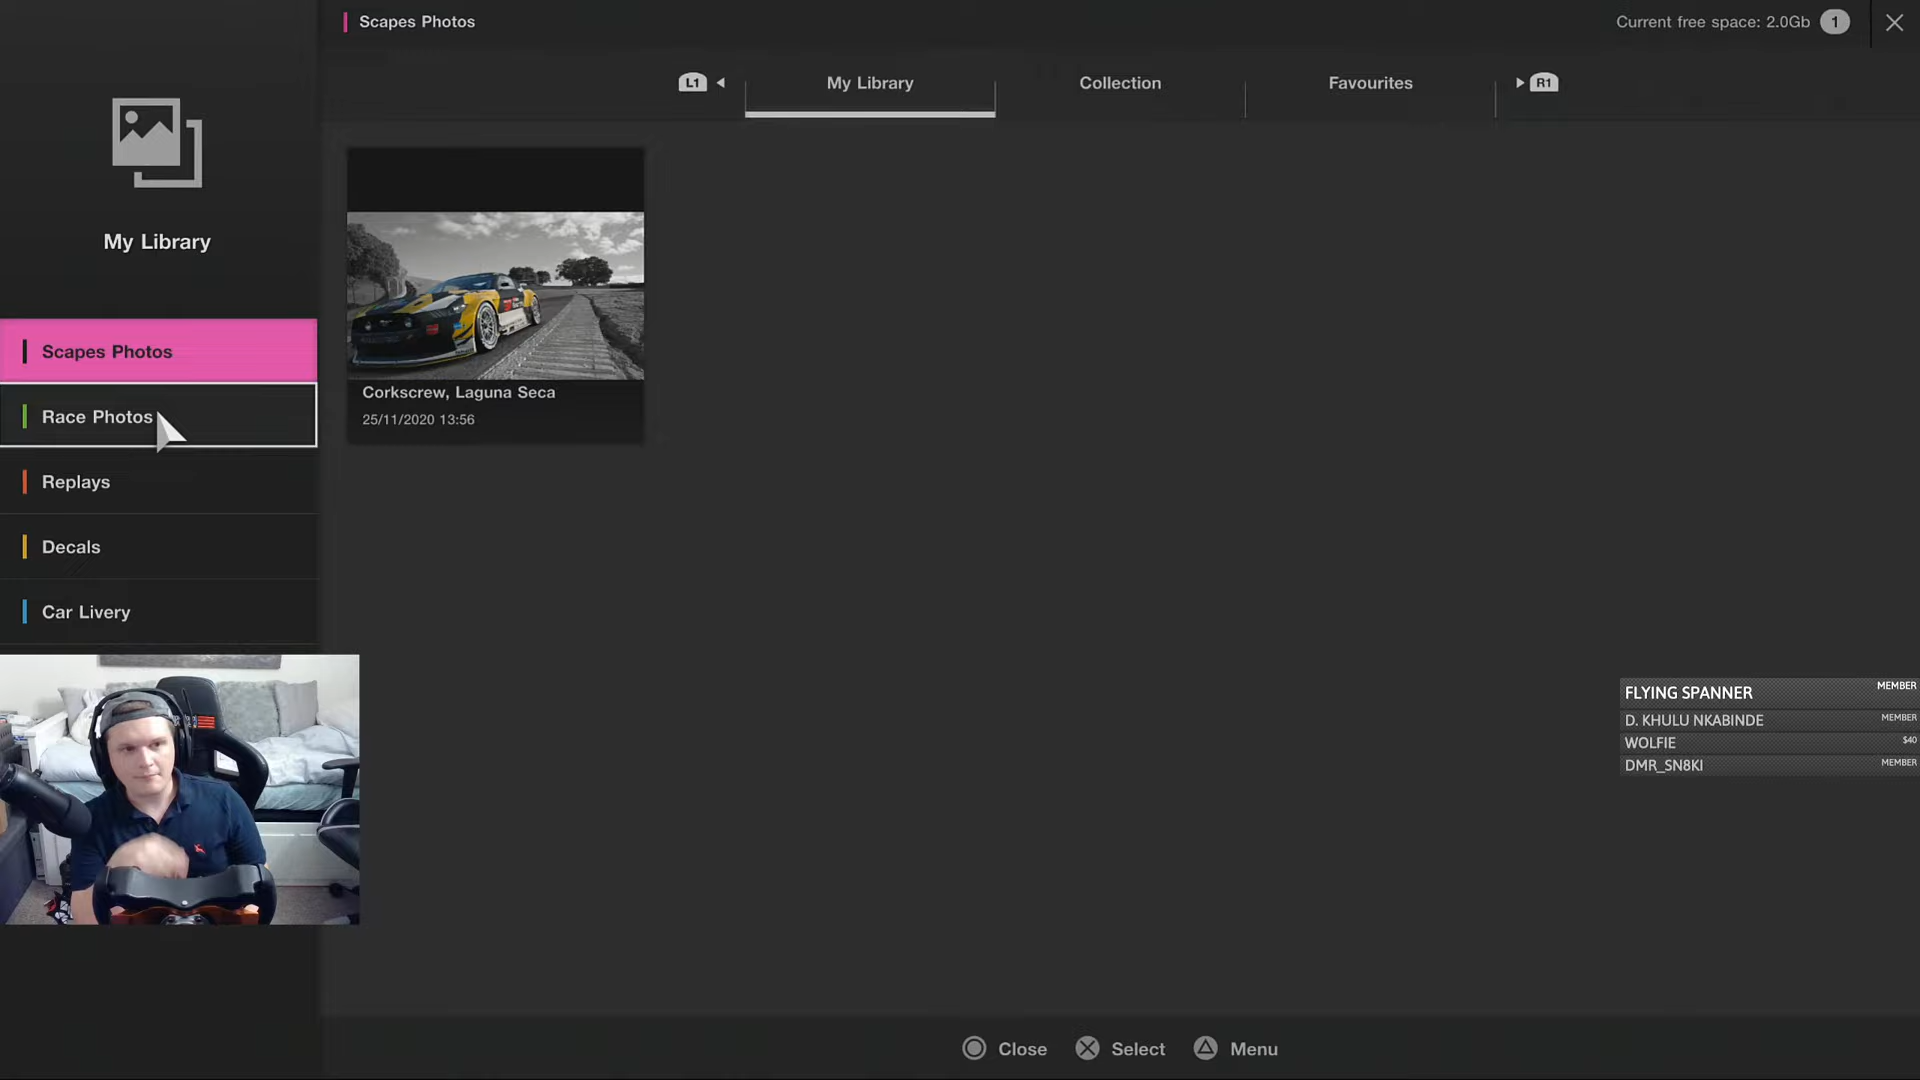 Scapes Photos
Current free space: 2.0Gb 1
L1 My Library Collection Favourites R1
My Library
Scapes Photos
Race Photos
Replays
Decals
Car Livery
Corkscrew, Laguna Seca
25/11/2020 13:56
FLYING SPANNER MEMBER
D. KHULU NKABINDE MEMBER
WOLFIE $40
DMR_SN8KI MEMBER
Close Select Menu